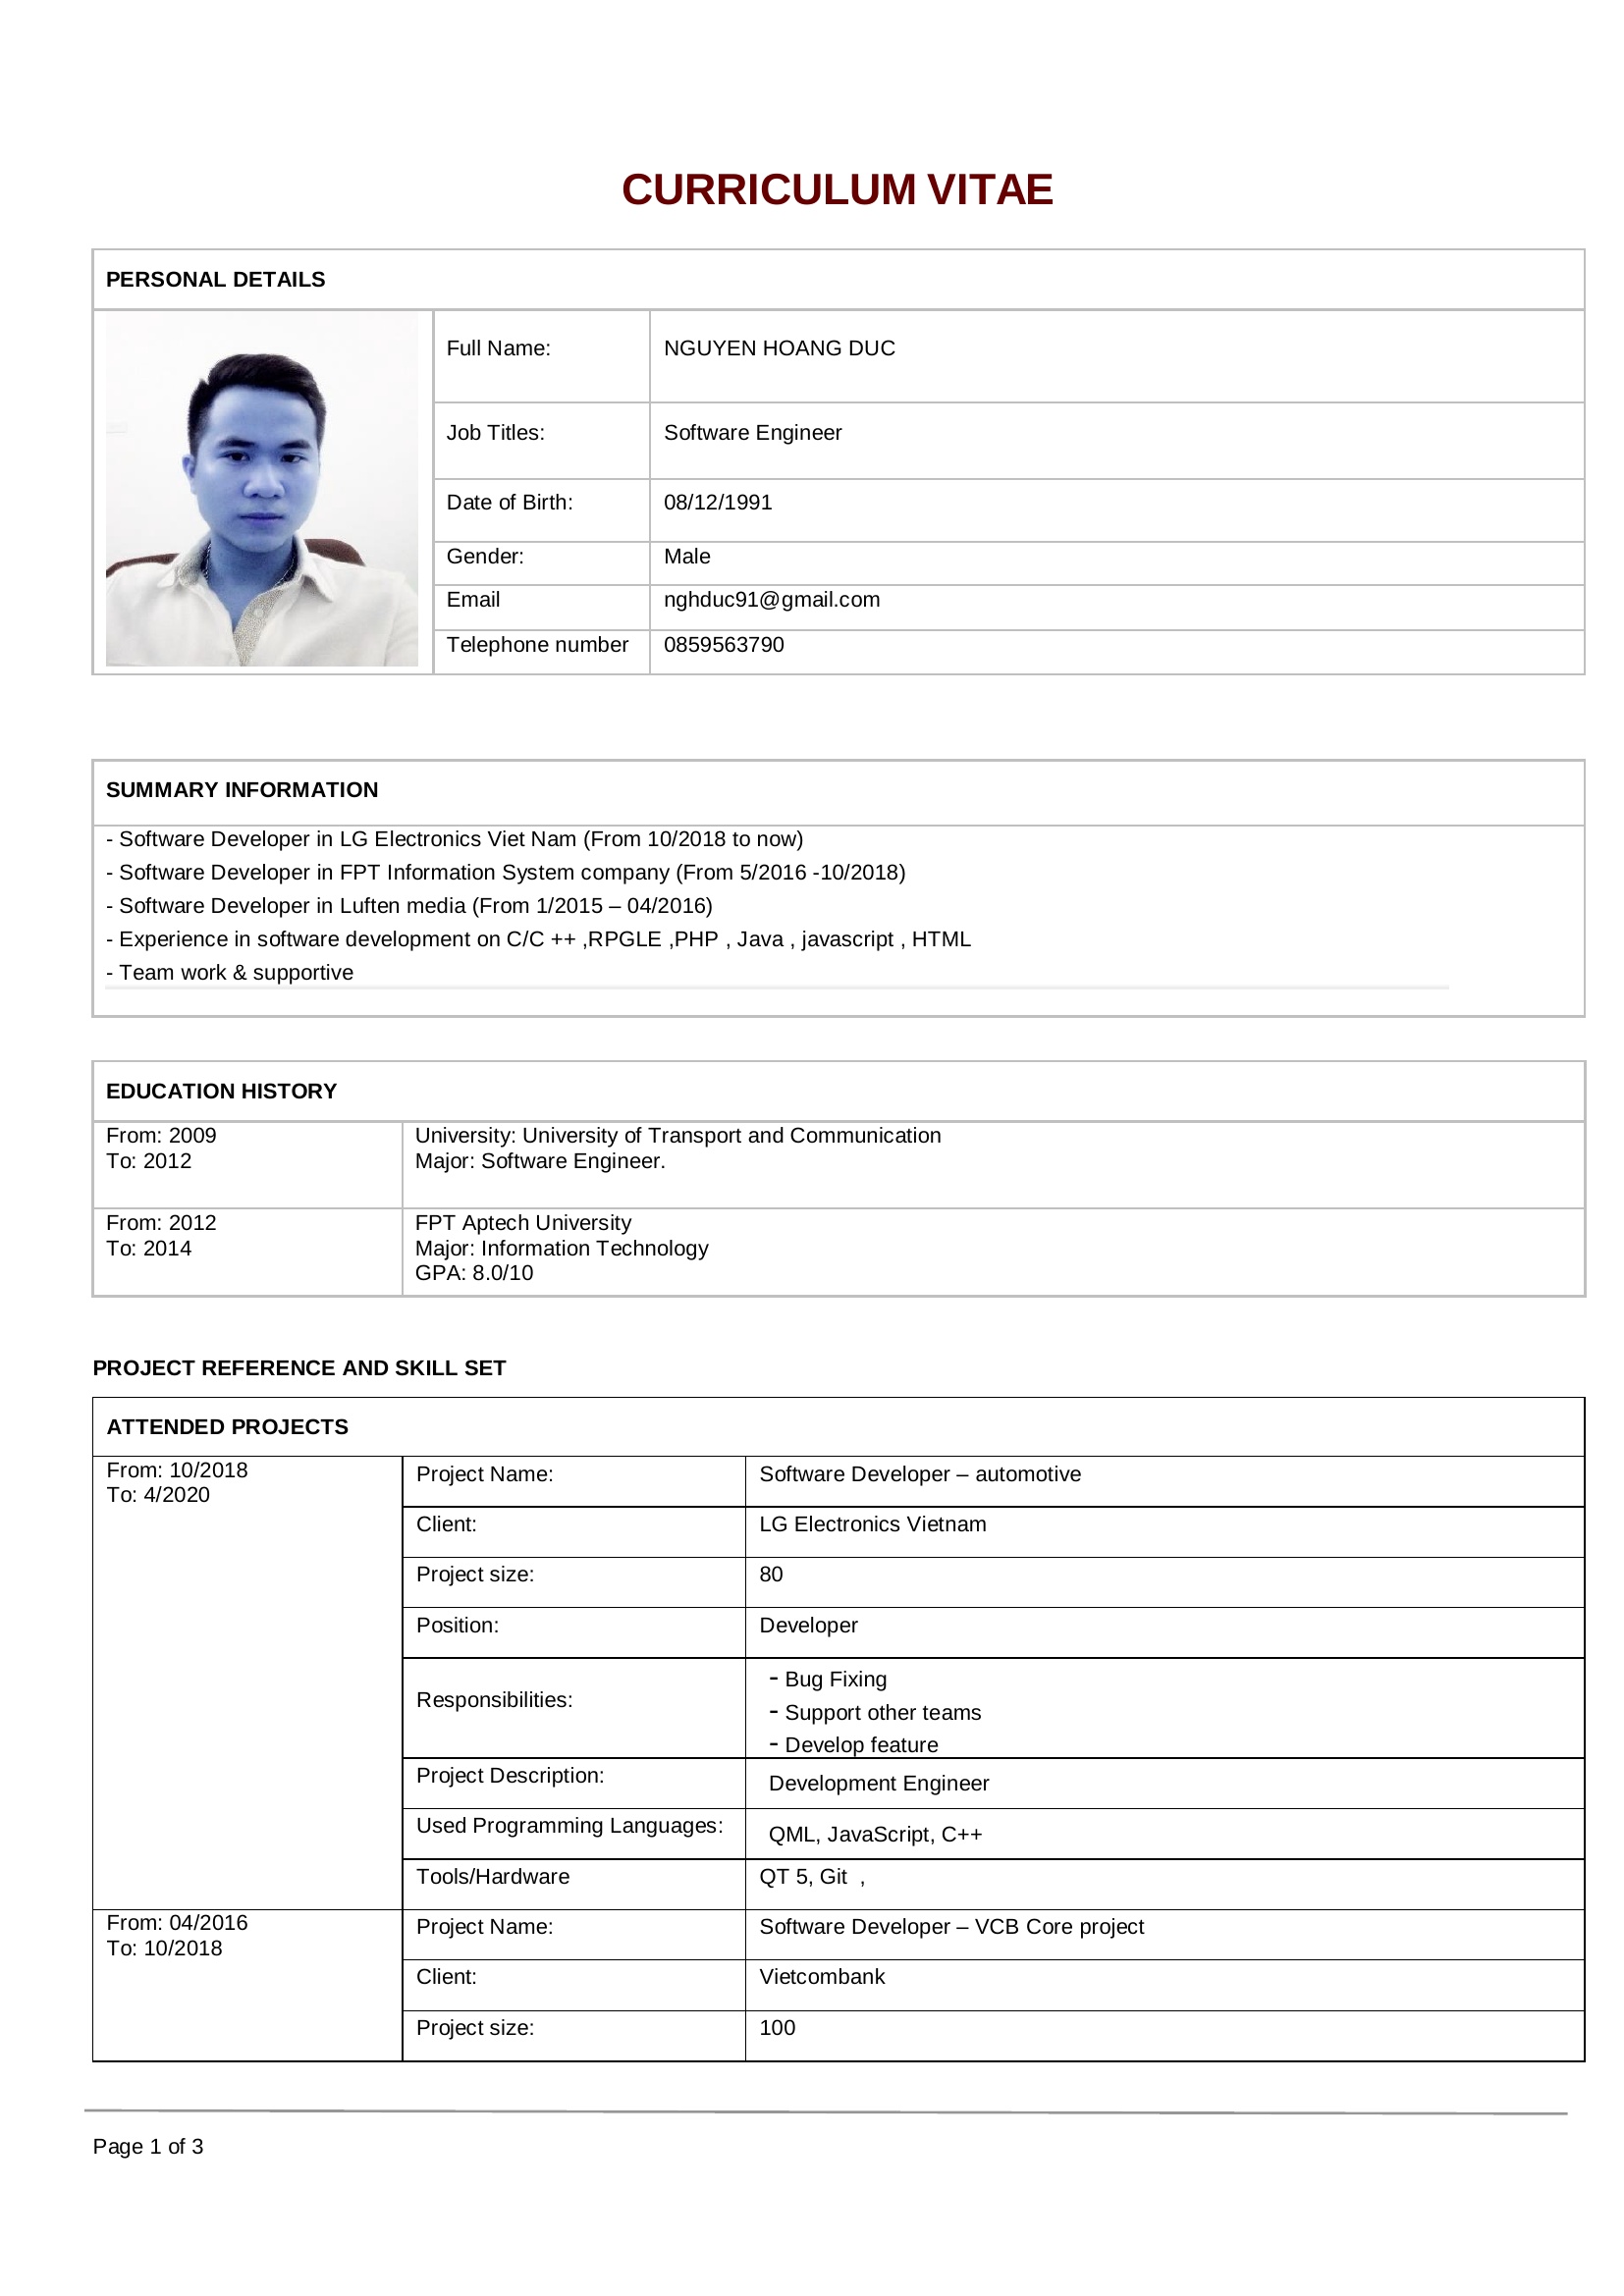 CURRICULUM VITAE
PERSONAL DETAILS
Full Name: NGUYEN HOANG DUC
Job Titles: Software Engineer
Date of Birth: 08/12/1991
Gender: Male
Email nghduc91@gmail.com
Telephone number 0859563790
SUMMARY INFORMATION
- Software Developer in LG Electronics Viet Nam (From 10/2018 to now)
- Software Developer in FPT Information System company (From 5/2016 -10/2018)
- Software Developer in Luften media (From 1/2015 – 04/2016)
- Experience in software development on C/C ++ ,RPGLE ,PHP , Java , javascript , HTML
- Team work & supportive
EDUCATION HISTORY
From: 2009
To: 2012
University: University of Transport and Communication
Major: Software Engineer.
From: 2012
To: 2014
FPT Aptech University
Major: Information Technology
GPA: 8.0/10
PROJECT REFERENCE AND SKILL SET
ATTENDED PROJECTS
From: 10/2018
To: 4/2020
Project Name: Software Developer – automotive
Client: LG Electronics Vietnam
Project size: 80
Position: Developer
Responsibilities:
- Bug Fixing
- Support other teams
- Develop feature
Project Description: Development Engineer
Used Programming Languages: QML, JavaScript, C++
Tools/Hardware QT 5, Git ,
From: 04/2016
To: 10/2018
Project Name: Software Developer – VCB Core project
Client: Vietcombank
Project size: 100
Page 1 of 3